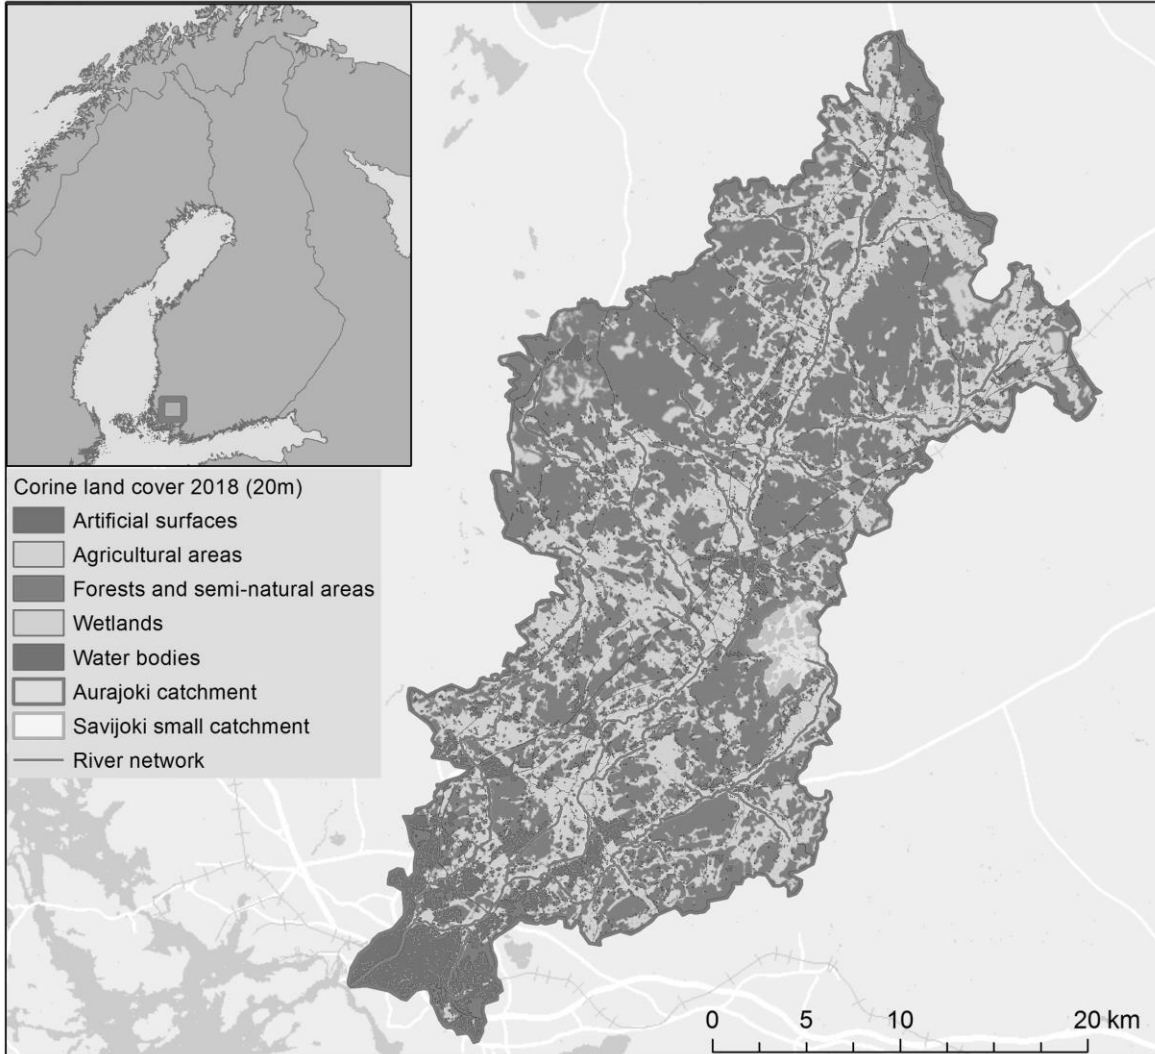 Corine land cover 2018 (20m)
Artificial surfaces
Agricultural areas
Forests and semi-natural areas
Wetlands
Water bodies
Aurajoki catchment
Savijoki small catchment
River network
0 5 10 20 km